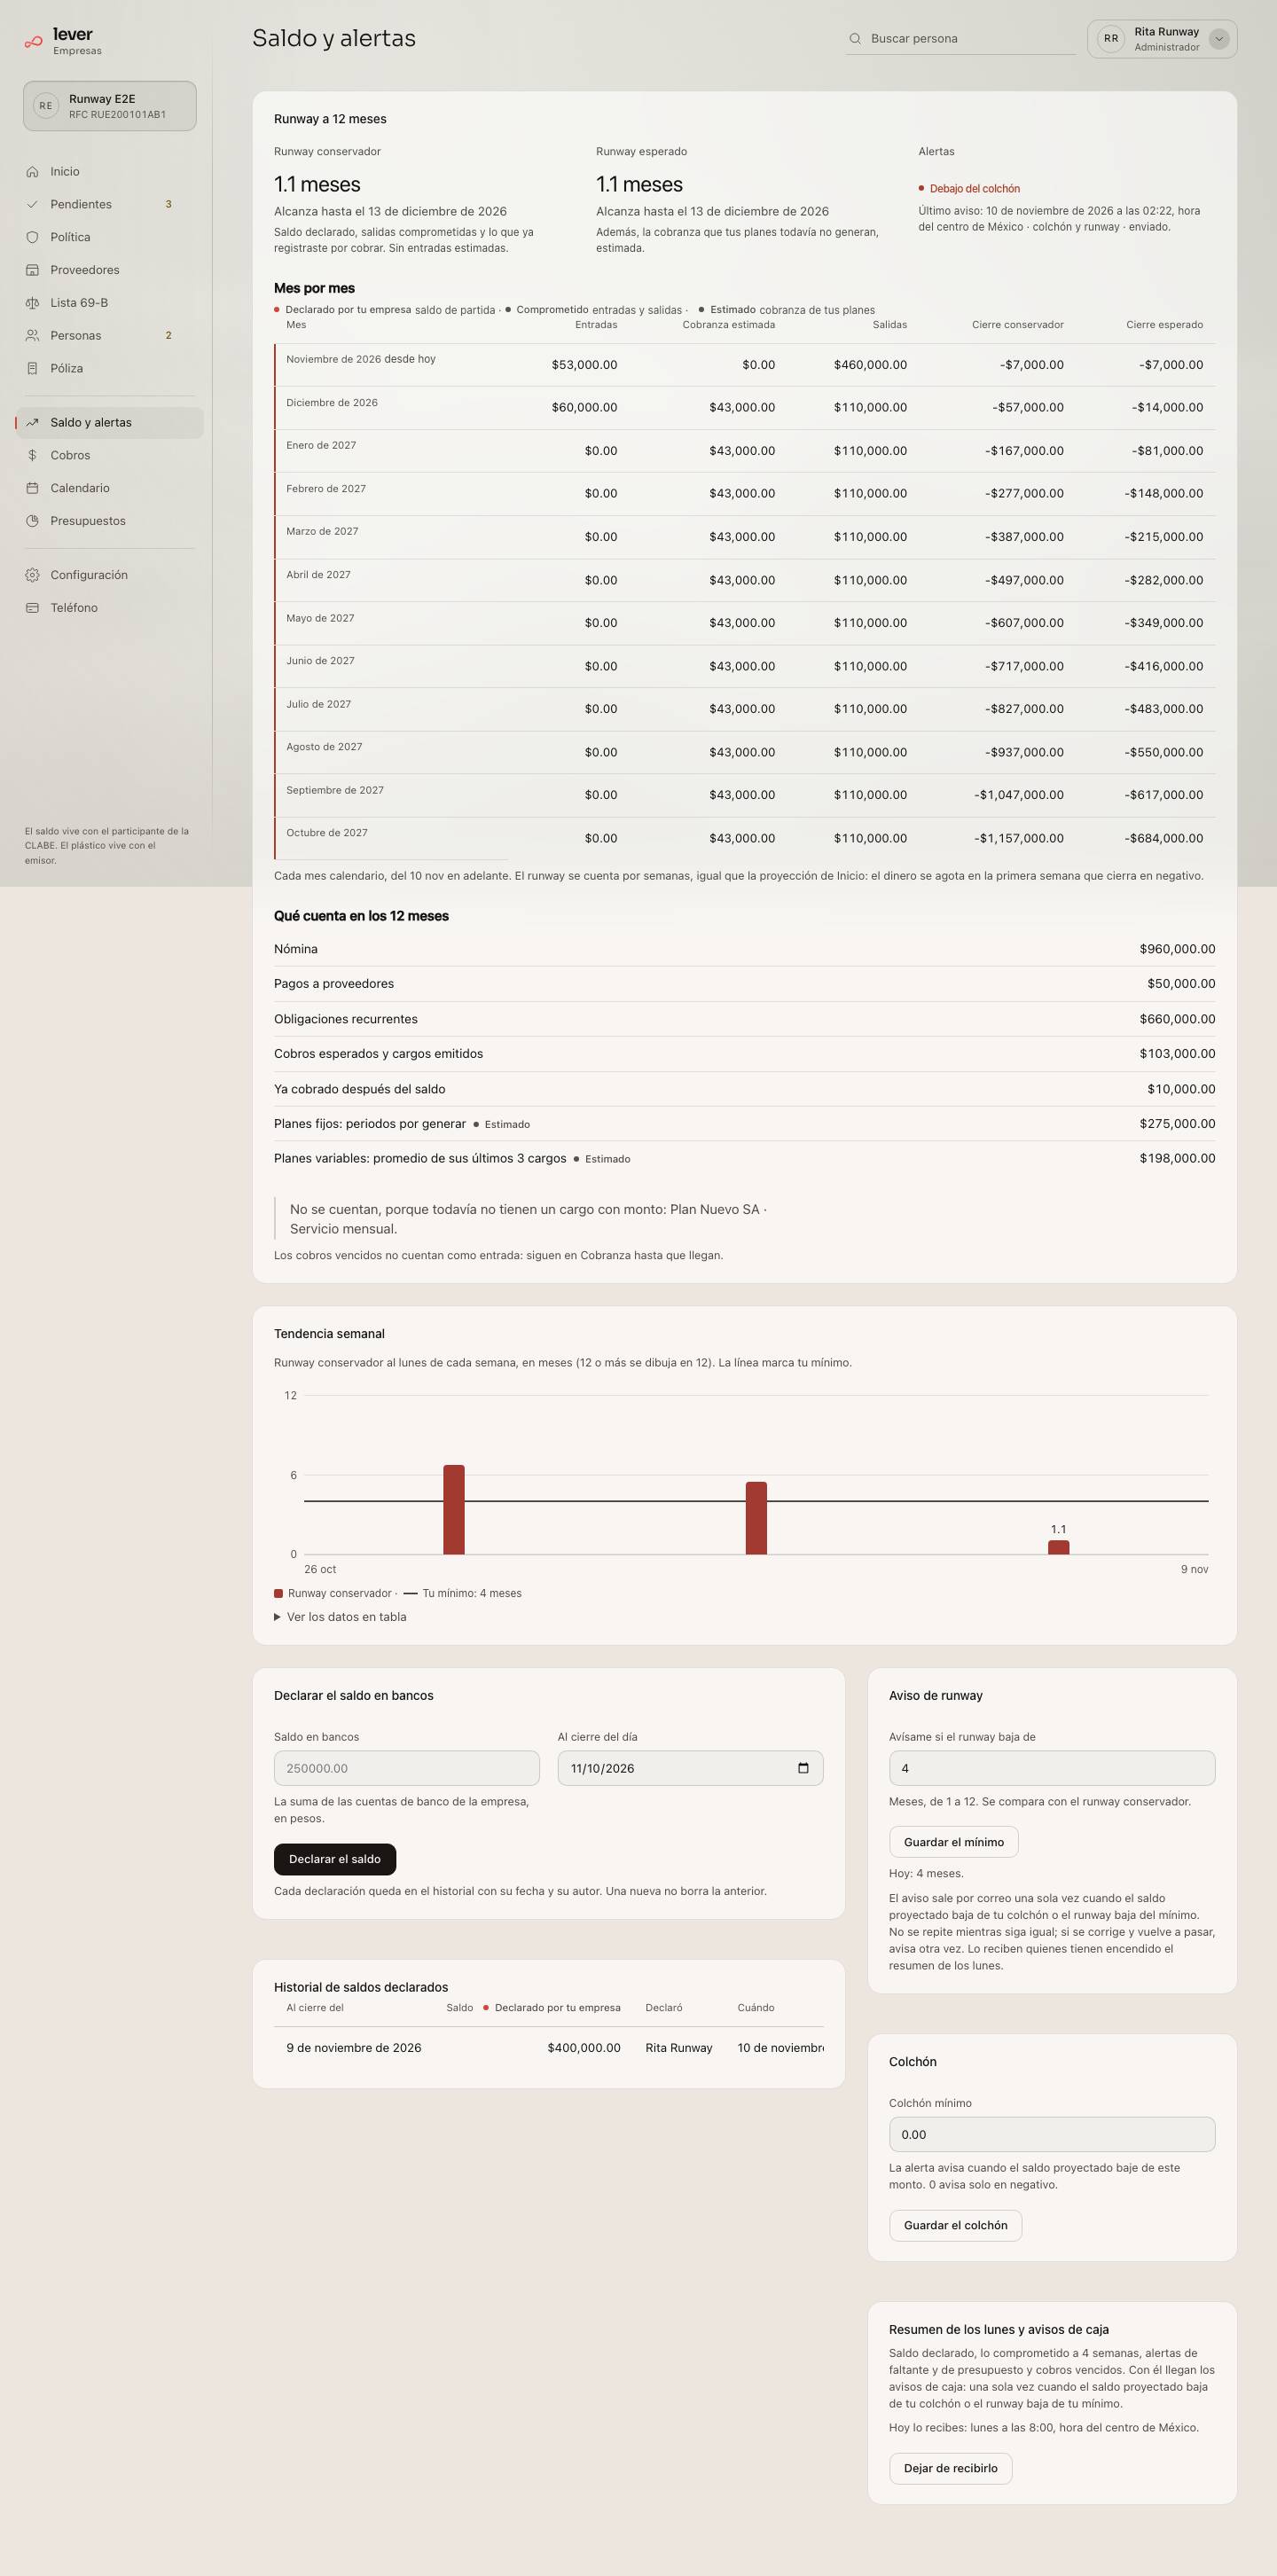 lever
Empresas
RE
Runway E2E
RFC RUE200101AB1
Inicio
Pendientes 3
Política
Proveedores
Lista 69-B
Personas 2
Póliza
Saldo y alertas
Cobros
Calendario
Presupuestos
Configuración
Teléfono
El saldo vive con el participante de la
CLABE. El plástico vive con el
emisor.
Saldo y alertas
Buscar persona
RR
Rita Runway
Administrador
Runway a 12 meses
Runway conservador
1.1 meses
Alcanza hasta el 13 de diciembre de 2026
Saldo declarado, salidas comprometidas y lo que ya
registraste por cobrar. Sin entradas estimadas.
Runway esperado
1.1 meses
Alcanza hasta el 13 de diciembre de 2026
Además, la cobranza que tus planes todavía no generan,
estimada.
Alertas
Debajo del colchón
Último aviso: 10 de noviembre de 2026 a las 02:22, hora
del centro de México · colchón y runway · enviado.
Mes por mes
Declarado por tu empresa saldo de partida · Comprometido entradas y salidas · Estimado cobranza de tus planes
Mes Entradas Cobranza estimada Salidas Cierre conservador Cierre esperado
Noviembre de 2026 desde hoy $53,000.00 $0.00 $460,000.00 -$7,000.00 -$7,000.00
Diciembre de 2026 $60,000.00 $43,000.00 $110,000.00 -$57,000.00 -$14,000.00
Enero de 2027 $0.00 $43,000.00 $110,000.00 -$167,000.00 -$81,000.00
Febrero de 2027 $0.00 $43,000.00 $110,000.00 -$277,000.00 -$148,000.00
Marzo de 2027 $0.00 $43,000.00 $110,000.00 -$387,000.00 -$215,000.00
Abril de 2027 $0.00 $43,000.00 $110,000.00 -$497,000.00 -$282,000.00
Mayo de 2027 $0.00 $43,000.00 $110,000.00 -$607,000.00 -$349,000.00
Junio de 2027 $0.00 $43,000.00 $110,000.00 -$717,000.00 -$416,000.00
Julio de 2027 $0.00 $43,000.00 $110,000.00 -$827,000.00 -$483,000.00
Agosto de 2027 $0.00 $43,000.00 $110,000.00 -$937,000.00 -$550,000.00
Septiembre de 2027 $0.00 $43,000.00 $110,000.00 -$1,047,000.00 -$617,000.00
Octubre de 2027 $0.00 $43,000.00 $110,000.00 -$1,157,000.00 -$684,000.00
Cada mes calendario, del 10 nov en adelante. El runway se cuenta por semanas, igual que la proyección de Inicio: el dinero se agota en la primera semana que cierra en negativo.
Qué cuenta en los 12 meses
Nómina $960,000.00
Pagos a proveedores $50,000.00
Obligaciones recurrentes $660,000.00
Cobros esperados y cargos emitidos $103,000.00
Ya cobrado después del saldo $10,000.00
Planes fijos: periodos por generar Estimado $275,000.00
Planes variables: promedio de sus últimos 3 cargos Estimado $198,000.00
No se cuentan, porque todavía no tienen un cargo con monto: Plan Nuevo SA ·
Servicio mensual.
Los cobros vencidos no cuentan como entrada: siguen en Cobranza hasta que llegan.
Tendencia semanal
Runway conservador al lunes de cada semana, en meses (12 o más se dibuja en 12). La línea marca tu mínimo.
12
6
1.1
0
26 oct 9 nov
Runway conservador · Tu mínimo: 4 meses
Ver los datos en tabla
Declarar el saldo en bancos
Saldo en bancos
250000.00
La suma de las cuentas de banco de la empresa,
en pesos.
Al cierre del día
11/10/2026
Declarar el saldo
Cada declaración queda en el historial con su fecha y su autor. Una nueva no borra la anterior.
Historial de saldos declarados
Al cierre del Saldo Declarado por tu empresa Declaró Cuándo
9 de noviembre de 2026 $400,000.00 Rita Runway 10 de noviembr
Aviso de runway
Avísame si el runway baja de
4
Meses, de 1 a 12. Se compara con el runway conservador.
Guardar el mínimo
Hoy: 4 meses.
El aviso sale por correo una sola vez cuando el saldo
proyectado baja de tu colchón o el runway baja del mínimo.
No se repite mientras siga igual; si se corrige y vuelve a pasar,
avisa otra vez. Lo reciben quienes tienen encendido el
resumen de los lunes.
Colchón
Colchón mínimo
0.00
La alerta avisa cuando el saldo proyectado baje de este
monto. 0 avisa solo en negativo.
Guardar el colchón
Resumen de los lunes y avisos de caja
Saldo declarado, lo comprometido a 4 semanas, alertas de
faltante y de presupuesto y cobros vencidos. Con él llegan los
avisos de caja: una sola vez cuando el saldo proyectado baja
de tu colchón o el runway baja de tu mínimo.
Hoy lo recibes: lunes a las 8:00, hora del centro de México.
Dejar de recibirlo